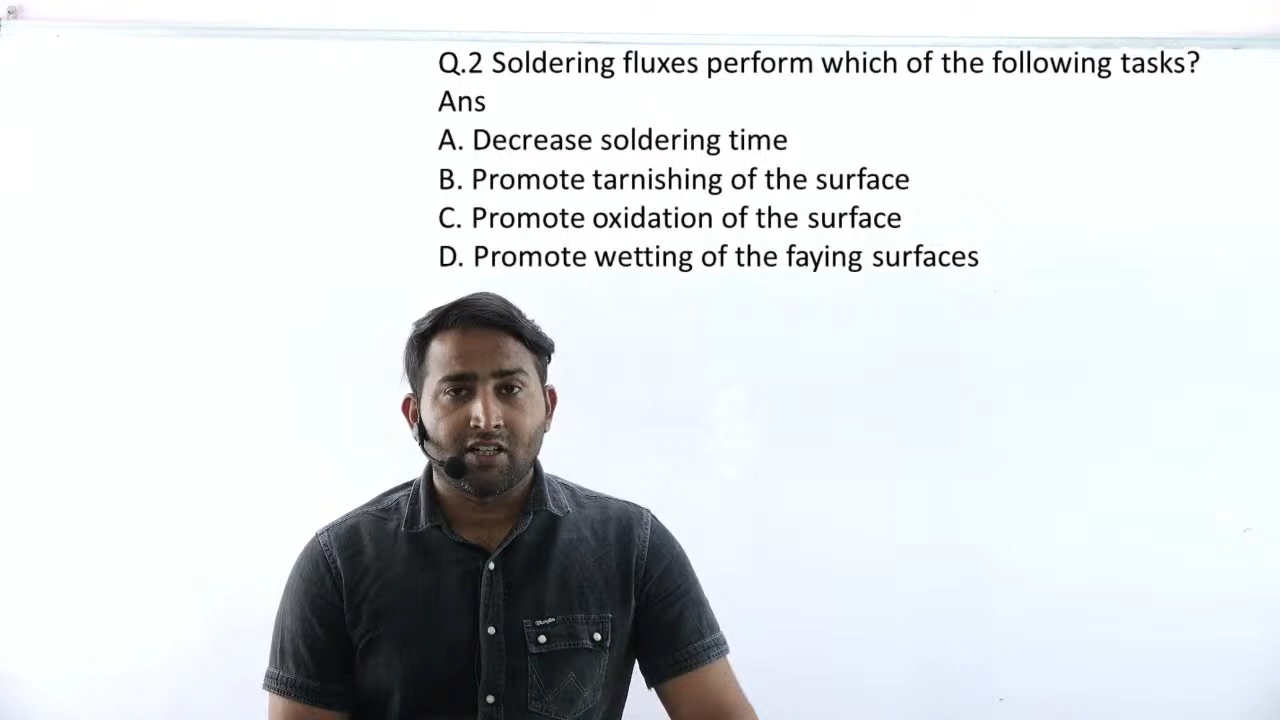 Q.2 Soldering fluxes perform which of the following tasks?
Ans
A. Decrease soldering time
B. Promote tarnishing of the surface
C. Promote oxidation of the surface
D. Promote wetting of the faying surfaces